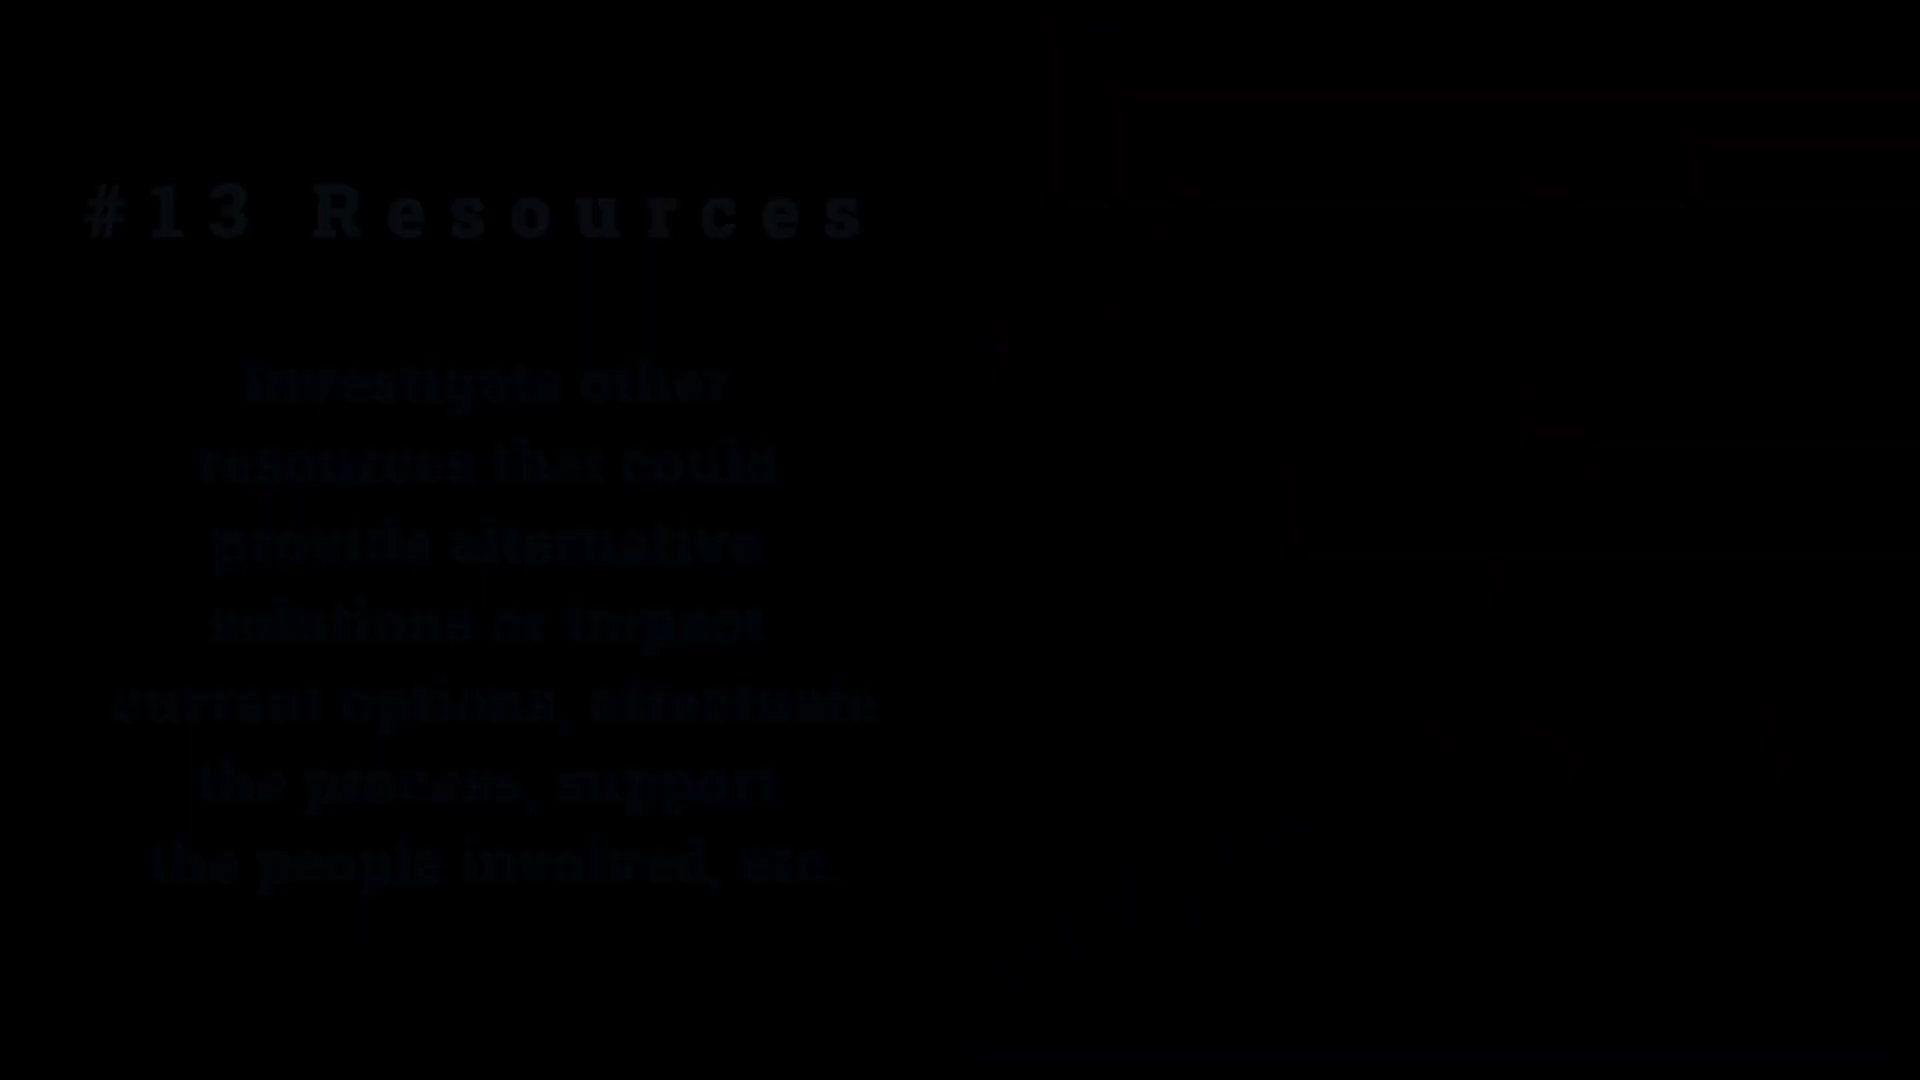 #13 Resources
Investigate other
resources that could
provide alternative
solutions or impact
current options, effectuate
the process, support
the people involved, etc.